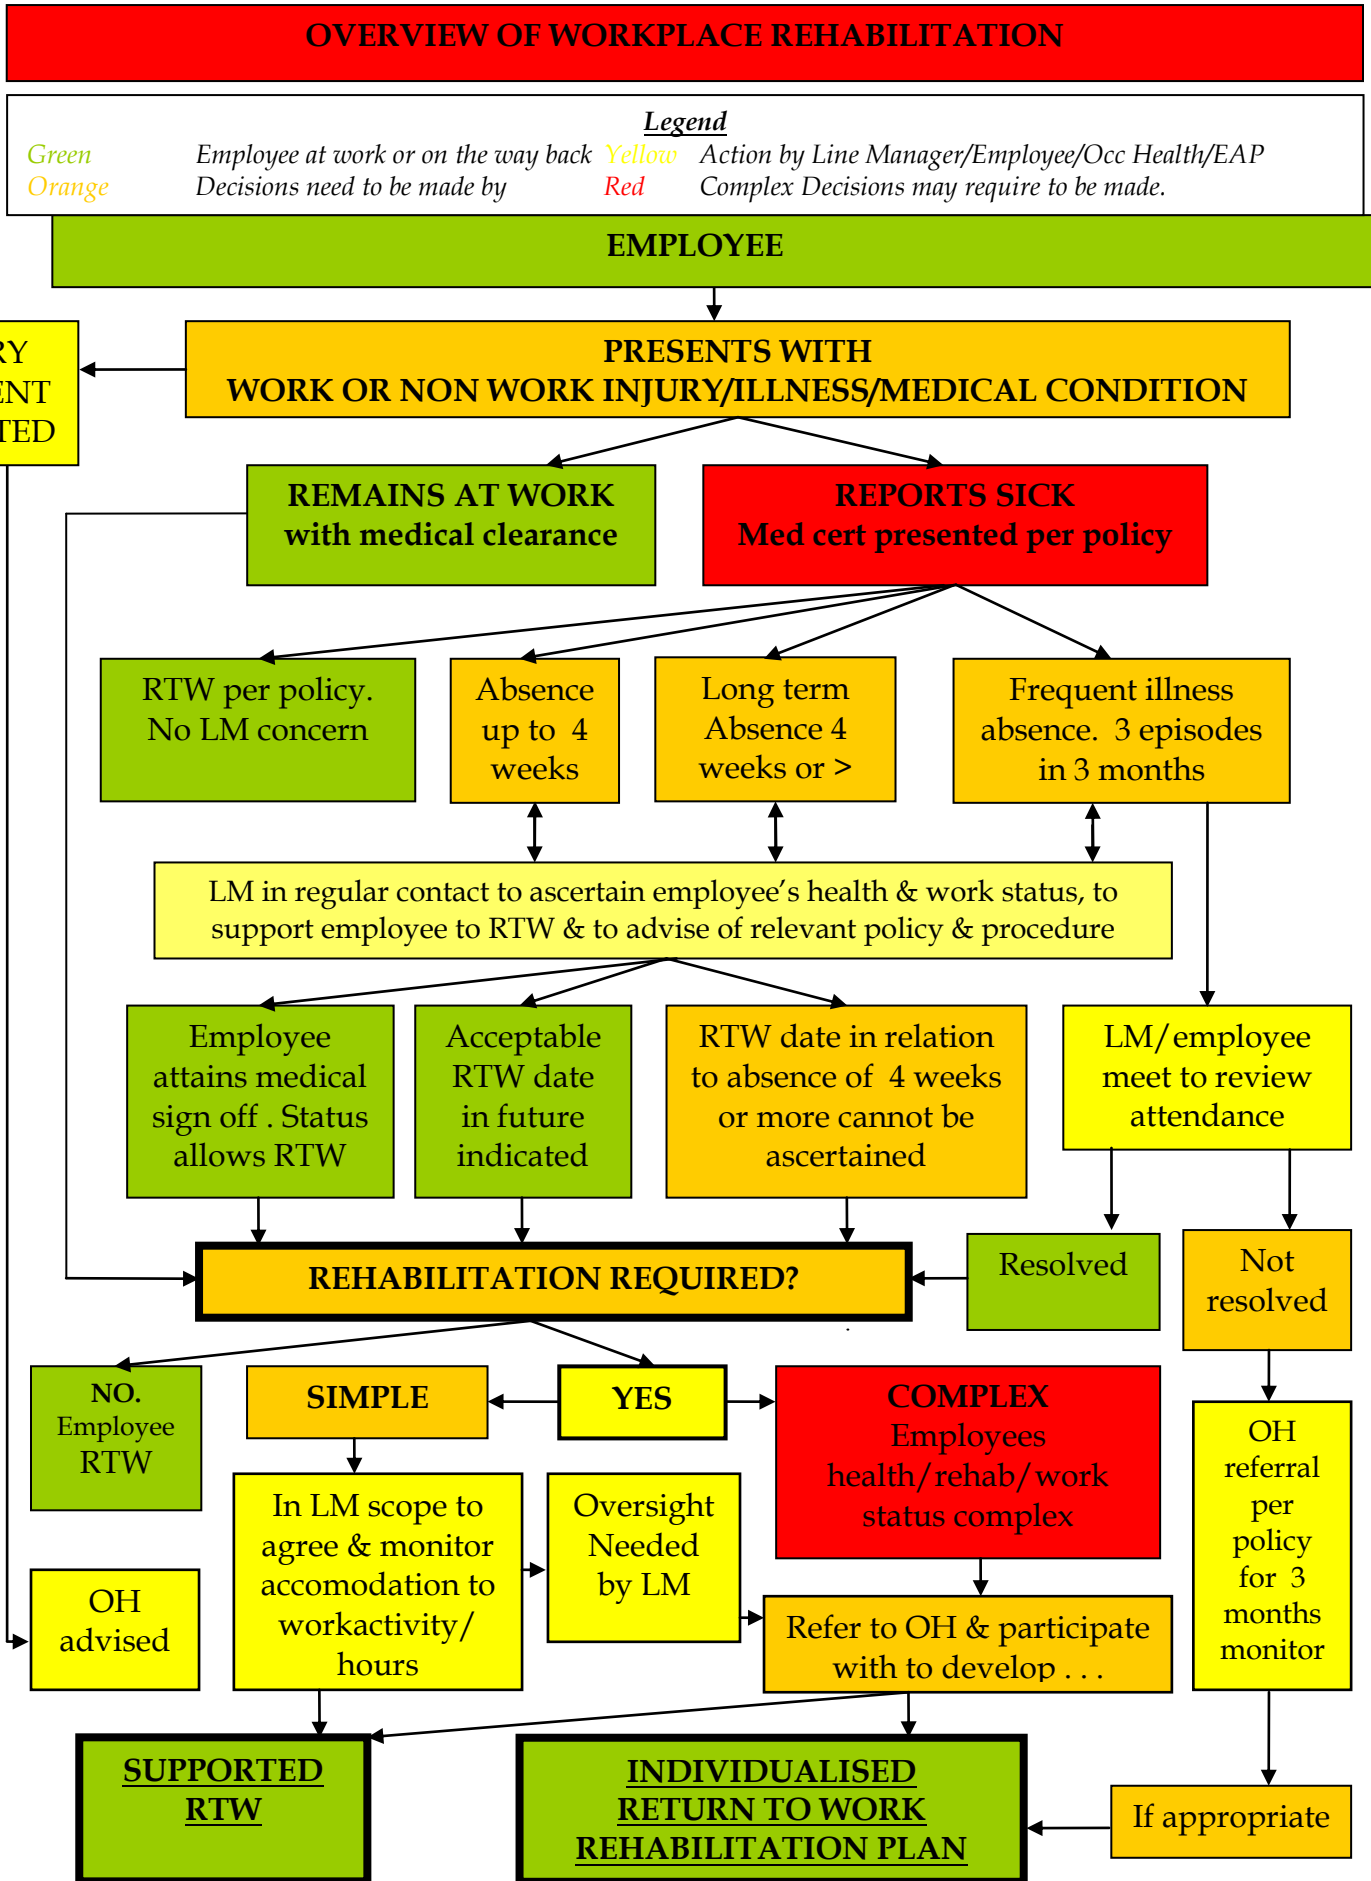 OVERVIEW OF WORKPLACE REHABILITATION
Legend
Green Employee at work or on the way back Yellow Action by Line Manager/Employee/Occ Health/EAP
Orange Decisions need to be made by Red Complex Decisions may require to be made.
EMPLOYEE
RY
ENT
TED
PRESENTS WITH
WORK OR NON WORK INJURY/ILLNESS/MEDICAL CONDITION
REMAINS AT WORK
with medical clearance
REPORTS SICK
Med cert presented per policy
RTW per policy.
No LM concern
Absence
up to 4
weeks
Long term
Absence 4
weeks or >
Frequent illness
absence. 3 episodes
in 3 months
LM in regular contact to ascertain employee's health & work status, to
support employee to RTW & to advise of relevant policy & procedure
Employee
attains medical
sign off . Status
allows RTW
Acceptable
RTW date
in future
indicated
RTW date in relation
to absence of 4 weeks
or more cannot be
ascertained
LM/employee
meet to review
attendance
REHABILITATION REQUIRED?
Resolved
Not
resolved
NO.
Employee
RTW
SIMPLE
YES
COMPLEX
Employees
health/rehab/work
status complex
OH
referral
per
policy
for 3
months
monitor
In LM scope to
agree & monitor
accomodation to
workactivity/
hours
Oversight
Needed
by LM
OH
advised
Refer to OH & participate
with to develop . . .
SUPPORTED
RTW
INDIVIDUALISED
RETURN TO WORK
REHABILITATION PLAN
If appropriate